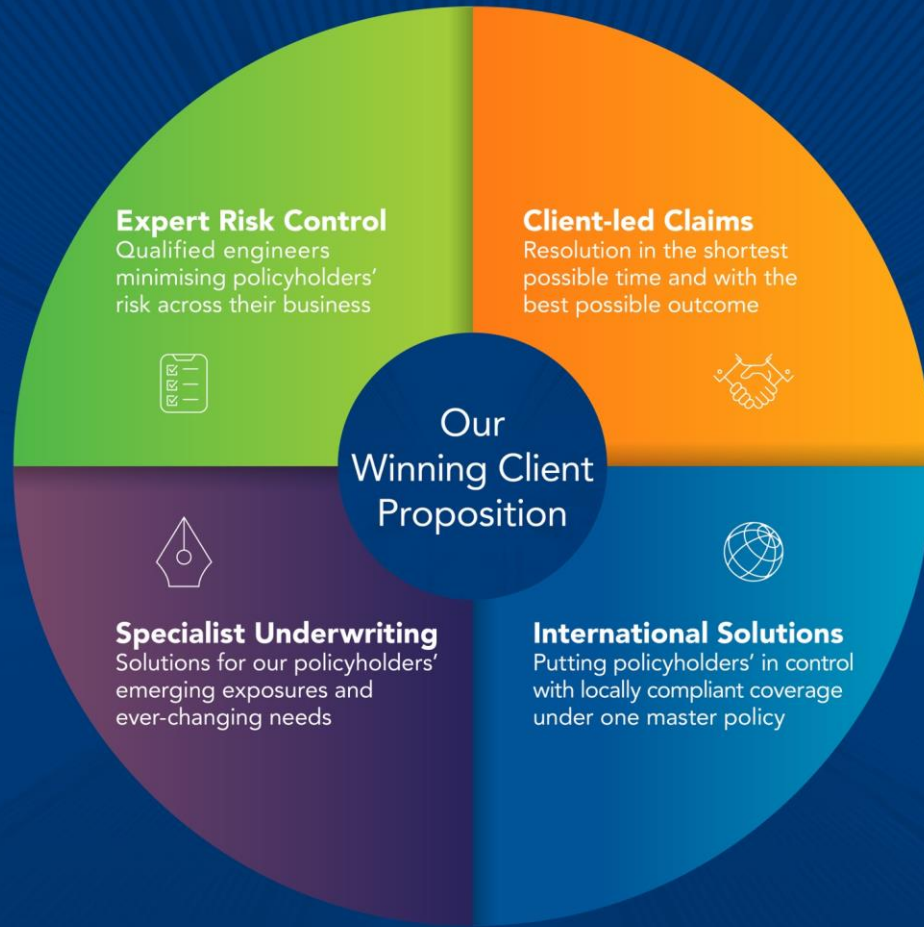 Expert Risk Control
Qualified engineers
minimising policyholders'
risk across their business
Client-led Claims
Resolution in the shortest
possible time and with the
best possible outcome
Our
Winning Client
Proposition
Specialist Underwriting
Solutions for our policyholders'
emerging exposures and
ever-changing needs
International Solutions
Putting policyholders' in control
with locally compliant coverage
under one master policy